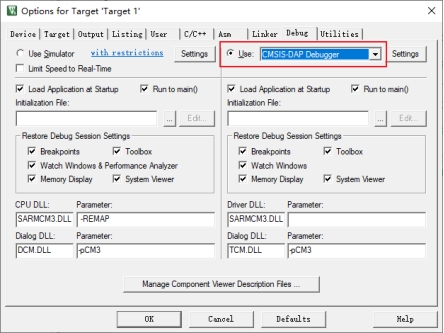 Options for Target 'Target 1'
Device Target Output Listing User C/C++ Asm Linker Debug Utilities
Use Simulator with restrictions Settings Use: CMSIS-DAP Debugger Settings
Limit Speed to Real-Time
Load Application at Startup Run to main() Load Application at Startup Run to main()
Initialization File: Initialization File:
... Edit... ... Edit...
Restore Debug Session Settings Restore Debug Session Settings
Breakpoints Toolbox Breakpoints Toolbox
Watch Windows & Performance Analyzer Watch Windows
Memory Display System Viewer Memory Display System Viewer
CPU DLL: Parameter: Driver DLL: Parameter:
SARMCM3.DLL -REMAP SARMCM3.DLL
Dialog DLL: Parameter: Dialog DLL: Parameter:
DCM.DLL -pCM3 TCM.DLL -pCM3
Manage Component Viewer Description Files ...
OK Cancel Defaults Help